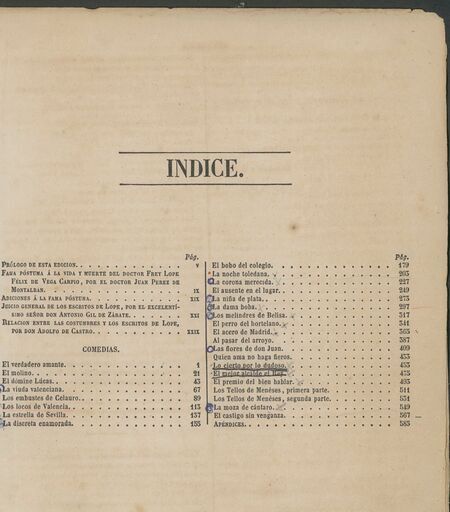 INDICE.
Pág.
PRÓLOGO DE ESTA EDICION. v
FAMA PÓSTUMA Á LA VIDA Y MUERTE DEL DOCTOR FREY LOPE
FÉLIX DE VEGA CARPIO, POR EL DOCTOR JUAN PEREZ DE
MONTALBAN. IX
ADICIONES Á LA FAMA PÓSTUMA. XIX
JUICIO GENERAL DE LOS ESCRITOS DE LOPE, POR EL EXCELENTÍ-
SIMO SEÑOR DON ANTONIO GIL DE ZÁRATE. XXI
RELACION ENTRE LAS COSTUMBRES Y LOS ESCRITOS DE LOPE,
POR DON ADOLFO DE CASTRO. XXIX
COMEDIAS.
El verdadero amante. 1
El molino. 21
El dómine Lúcas. 43
La viuda valenciana. 67
Los embustes de Celauro. 89
Los locos de Valencia. 113
La estrella de Sevilla. 137
La discreta enamorada. 155
Pág.
El bobo del colegio. 179
La noche toledana. 203
La corona merecida. 227
El ausente en el lugar. 249
La niña de plata. 273
La dama boba. 297
Los melindres de Belisa. 317
El perro del hortelano. 341
El acero de Madrid. 365
Al pasar del arroyo. 387
Las flores de don Juan. 409
Quien ama no haga fieros. 433
Lo cierto por lo dudoso. 453
El mejor alcalde el Rey. 475
El premio del bien hablar. 493
Los Tellos de Menéses, primera parte. 511
Los Tellos de Menéses, segunda parte. 531
La moza de cántaro. 549
El castigo sin venganza. 567
APÉNDICES. 585